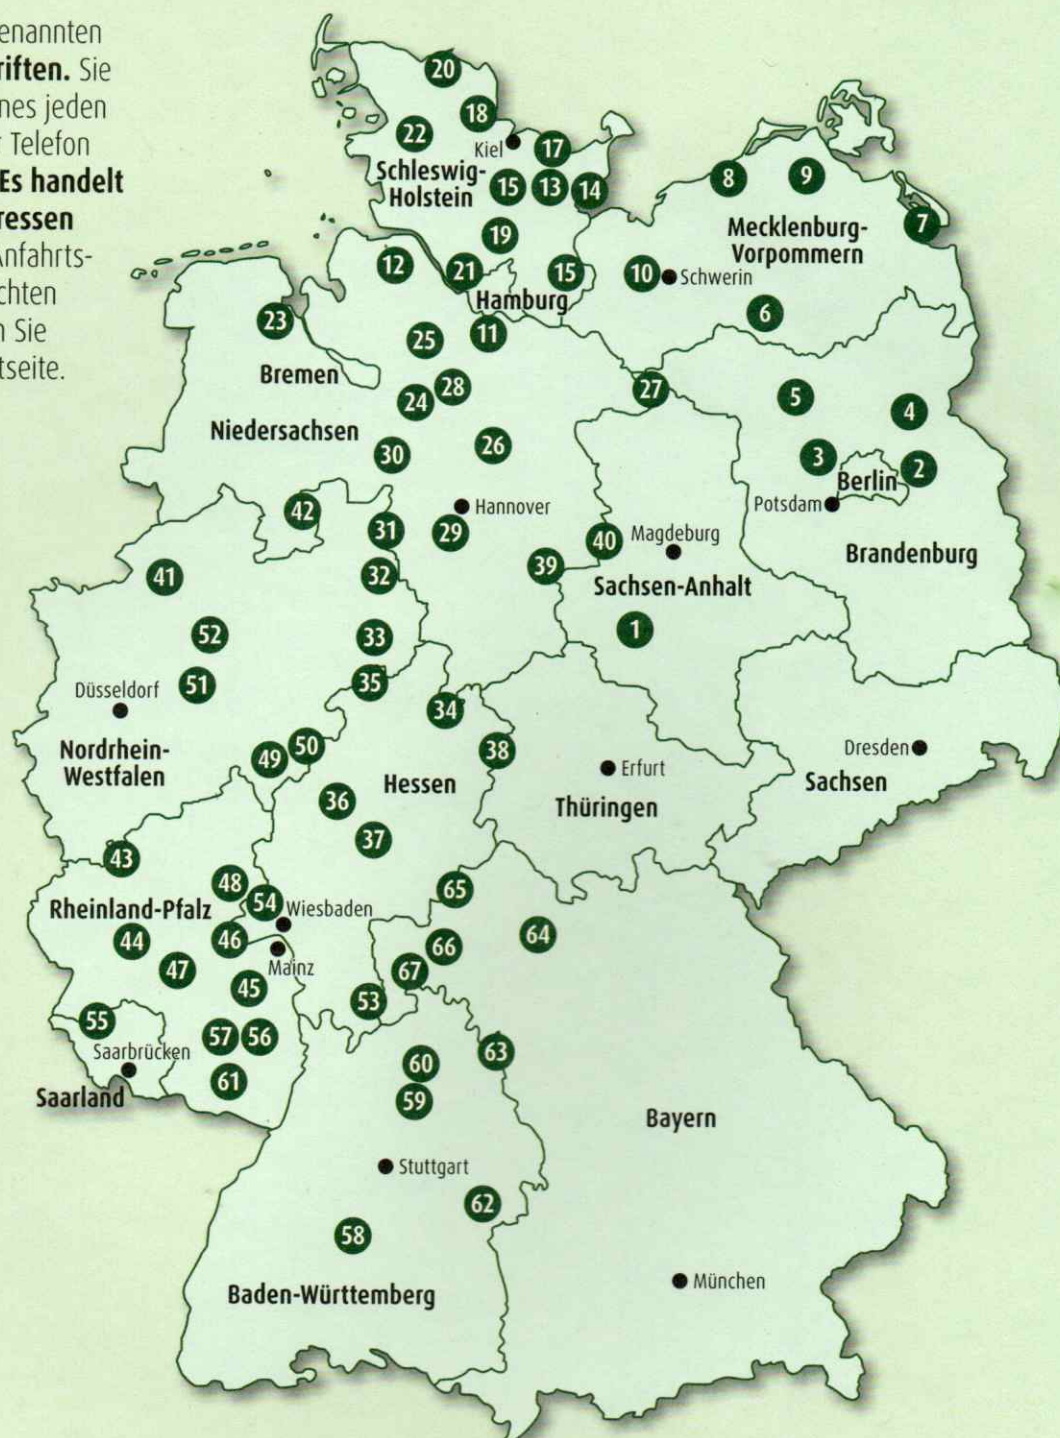 enannten
riften. Sie
nes jeden
Telefon
Es handelt
ressen
Anfahrts-
chten
n Sie
tseite.
20
18
22
Kiel
17
Schleswig-
Holstein
15
13
14
8
9
7
19
Mecklenburg-
Vorpommern
12
21
15
10
Schwerin
Hamburg
23
11
6
25
Bremen
28
27
5
24
4
Niedersachsen
26
30
3
2
Berlin
42
Hannover
Potsdam
31
29
40
Magdeburg
Brandenburg
41
32
39
Sachsen-Anhalt
52
33
1
Düsseldorf
51
35
34
Nordrhein-
Westfalen
49
50
38
Dresden
Hessen
Erfurt
Sachsen
36
Thüringen
37
43
48
65
Rheinland-Pfalz
54
Wiesbaden
44
46
66
64
47
Mainz
67
45
53
55
57
56
Saarbrücken
60
63
61
Saarland
59
Bayern
Stuttgart
62
58
München
Baden-Württemberg